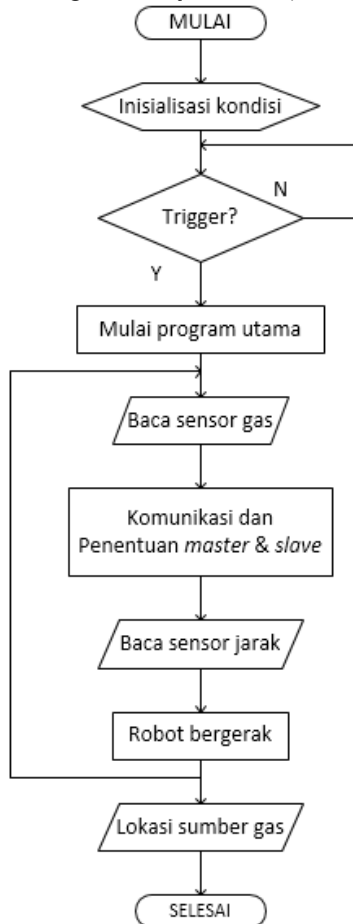 MULAI
Inisialisasi kondisi
N
Trigger?
Y
Mulai program utama
Baca sensor gas
Komunikasi dan
Penentuan master & slave
Baca sensor jarak
Robot bergerak
Lokasi sumber gas
SELESAI